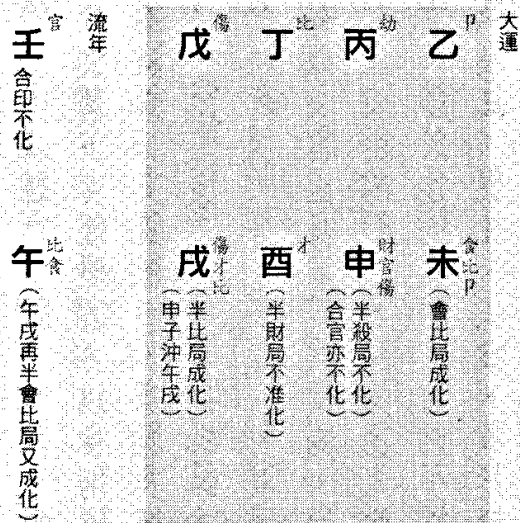 大運
卩
乙
食比卩
未
（會比局成化）
劫
丙
財官傷
申
（半殺局不化）
（合官亦不化）
比
丁
才
酉
（半財局不准化）
傷
戊
傷才比
戌
（半比局成化）
（申子沖午戌）
流年
官
壬
合印不化
比食
午
（午戌再半會比局又成化）